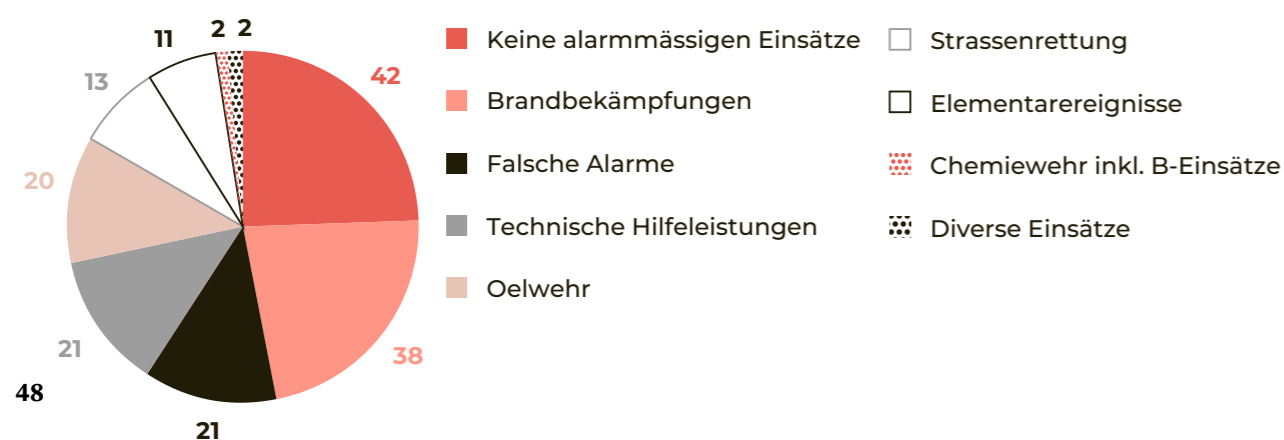 2 2
11
13
42
20
38
21
48
21
Keine alarmmässigen Einsätze
Brandbekämpfungen
Falsche Alarme
Technische Hilfeleistungen
Oelwehr
Strassenrettung
Elementarereignisse
Chemiewehr inkl. B-Einsätze
Diverse Einsätze